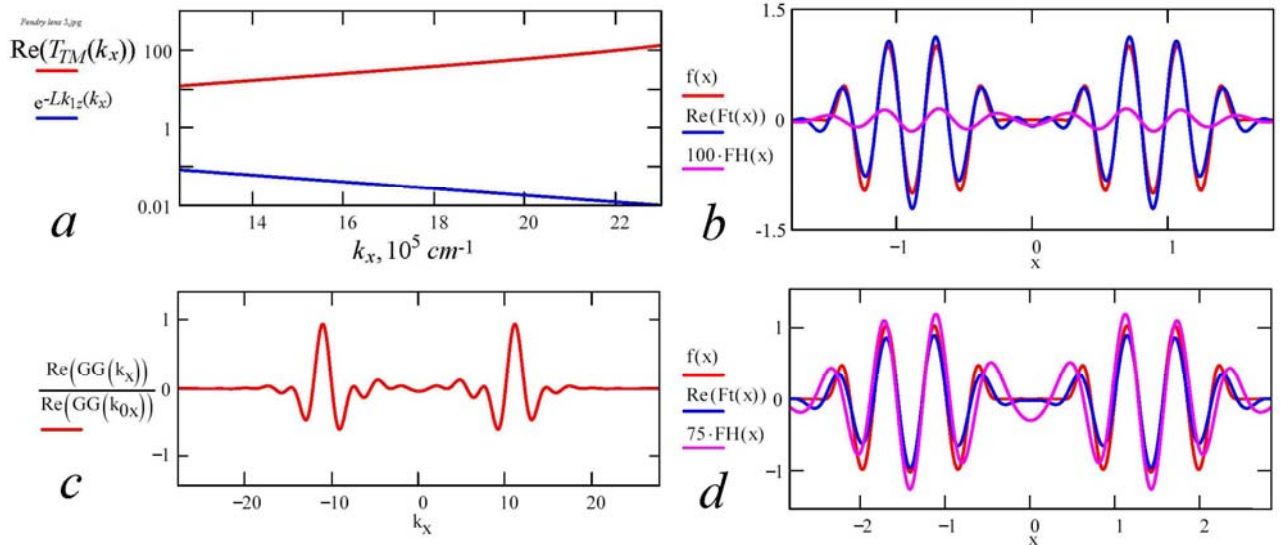 Pendry lens 3.jpg
Re(T_TM(k_x))
e^-Lk_1z(k_x)
100
1
0.01
14 16 18 20 22
k_x, 10^5 cm^-1
a
1.5
0
-1.5
f(x)
Re(Ft(x))
100·FH(x)
−1 0 1
x
b
Re(GG(k_x))
Re(GG(k_0x))
1
0
−1
−20 −10 0 10 20
k_x
c
f(x)
Re(Ft(x))
75·FH(x)
1
0
−1
−2 −1 0 1 2
x
d